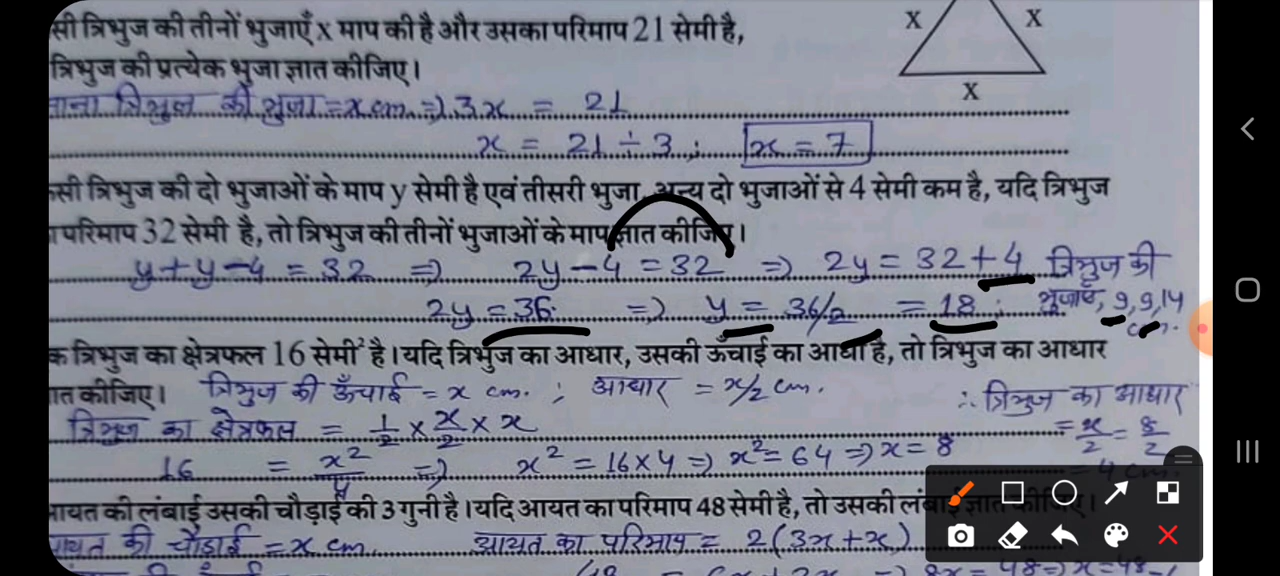 सी त्रिभुज की तीनों भुजाएँ x माप की है और उसका परिमाप 21 सेमी है,
त्रिभुज की प्रत्येक भुजा ज्ञात कीजिए।
x
x
x
माना त्रिभुज की भुजा = x cm. ⇒ 3x = 21
x = 21 ÷ 3 ; x = 7
सी त्रिभुज की दो भुजाओं के माप y सेमी है एवं तीसरी भुजा, अन्य दो भुजाओं से 4 सेमी कम है, यदि त्रिभुज
परिमाप 32 सेमी है, तो त्रिभुज की तीनों भुजाओं के माप ज्ञात कीजिए।
y + y - 4 = 32 ⇒ 2y - 4 = 32 ⇒ 2y = 32 + 4 त्रिभुज की
2y = 36 ⇒ y = 36/2 = 18 ; भुजाएँ, 9, 9, 14
cm.
क त्रिभुज का क्षेत्रफल 16 सेमी² है। यदि त्रिभुज का आधार, उसकी ऊँचाई का आधा है, तो त्रिभुज का आधार
ात कीजिए। त्रिभुज की ऊँचाई = x cm. ; आधार = x/2 cm. ∴ त्रिभुज का आधार
त्रिभुज का क्षेत्रफल = 1/2 × x/2 × x = x/2 = 8/2
16 = x²/4 ⇒ x² = 16 × 4 ⇒ x² = 64 ⇒ x = 8 = 4 cm.
आयत की लंबाई उसकी चौड़ाई की 3 गुनी है। यदि आयत का परिमाप 48 सेमी है, तो उसकी लंबाई ज्ञात कीजिए।
आयत की चौड़ाई = x cm. आयत का परिमाप = 2(3x + x)